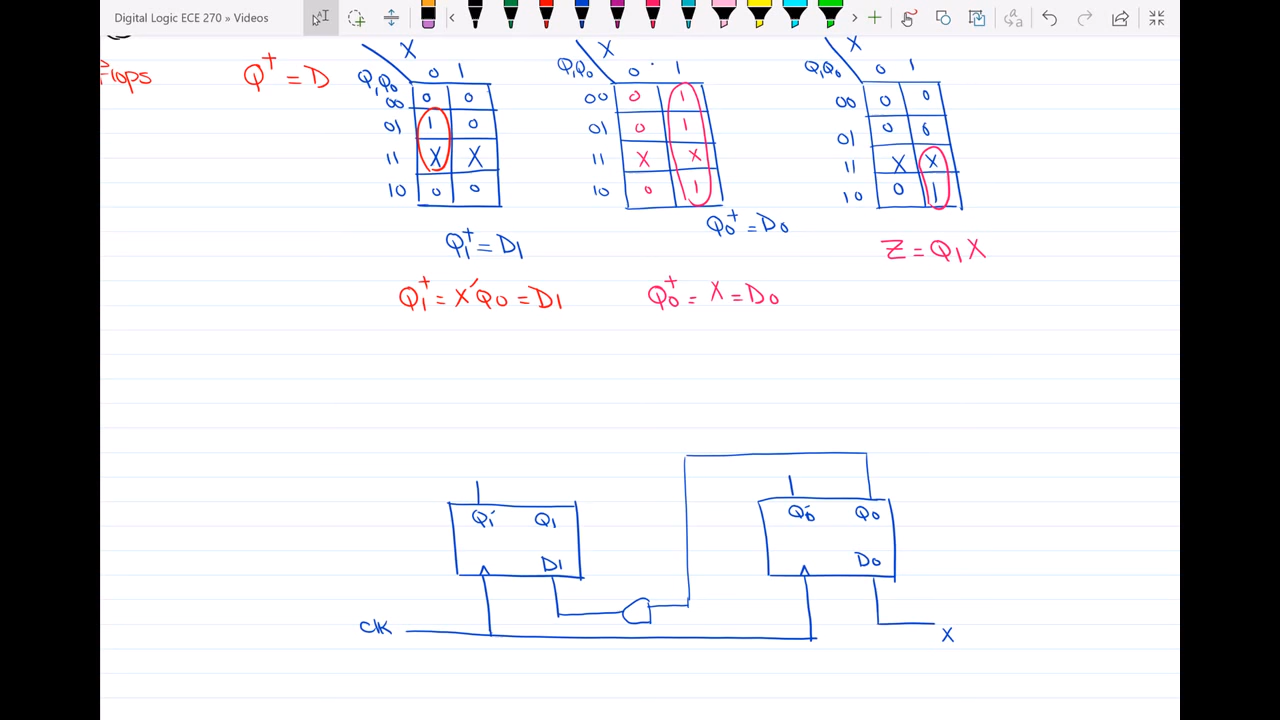 Digital Logic ECE 270 » Videos
Flops
Q⁺ = D
X
Q₁Q₀ 0 1
00 0 0
01 1 0
11 X X
10 0 0
Q₁⁺ = D₁
Q₁⁺ = X′Q₀ = D₁
X
Q₁Q₀ 0 1
00 0 1
01 0 1
11 X X
10 0 1
Q₀⁺ = D₀
Q₀⁺ = X = D₀
X
Q₁Q₀ 0 1
00 0 0
01 0 0
11 X X
10 0 1
Z = Q₁X
Q₁′ Q₁
D₁
Q₀′ Q₀
D₀
Clk
X